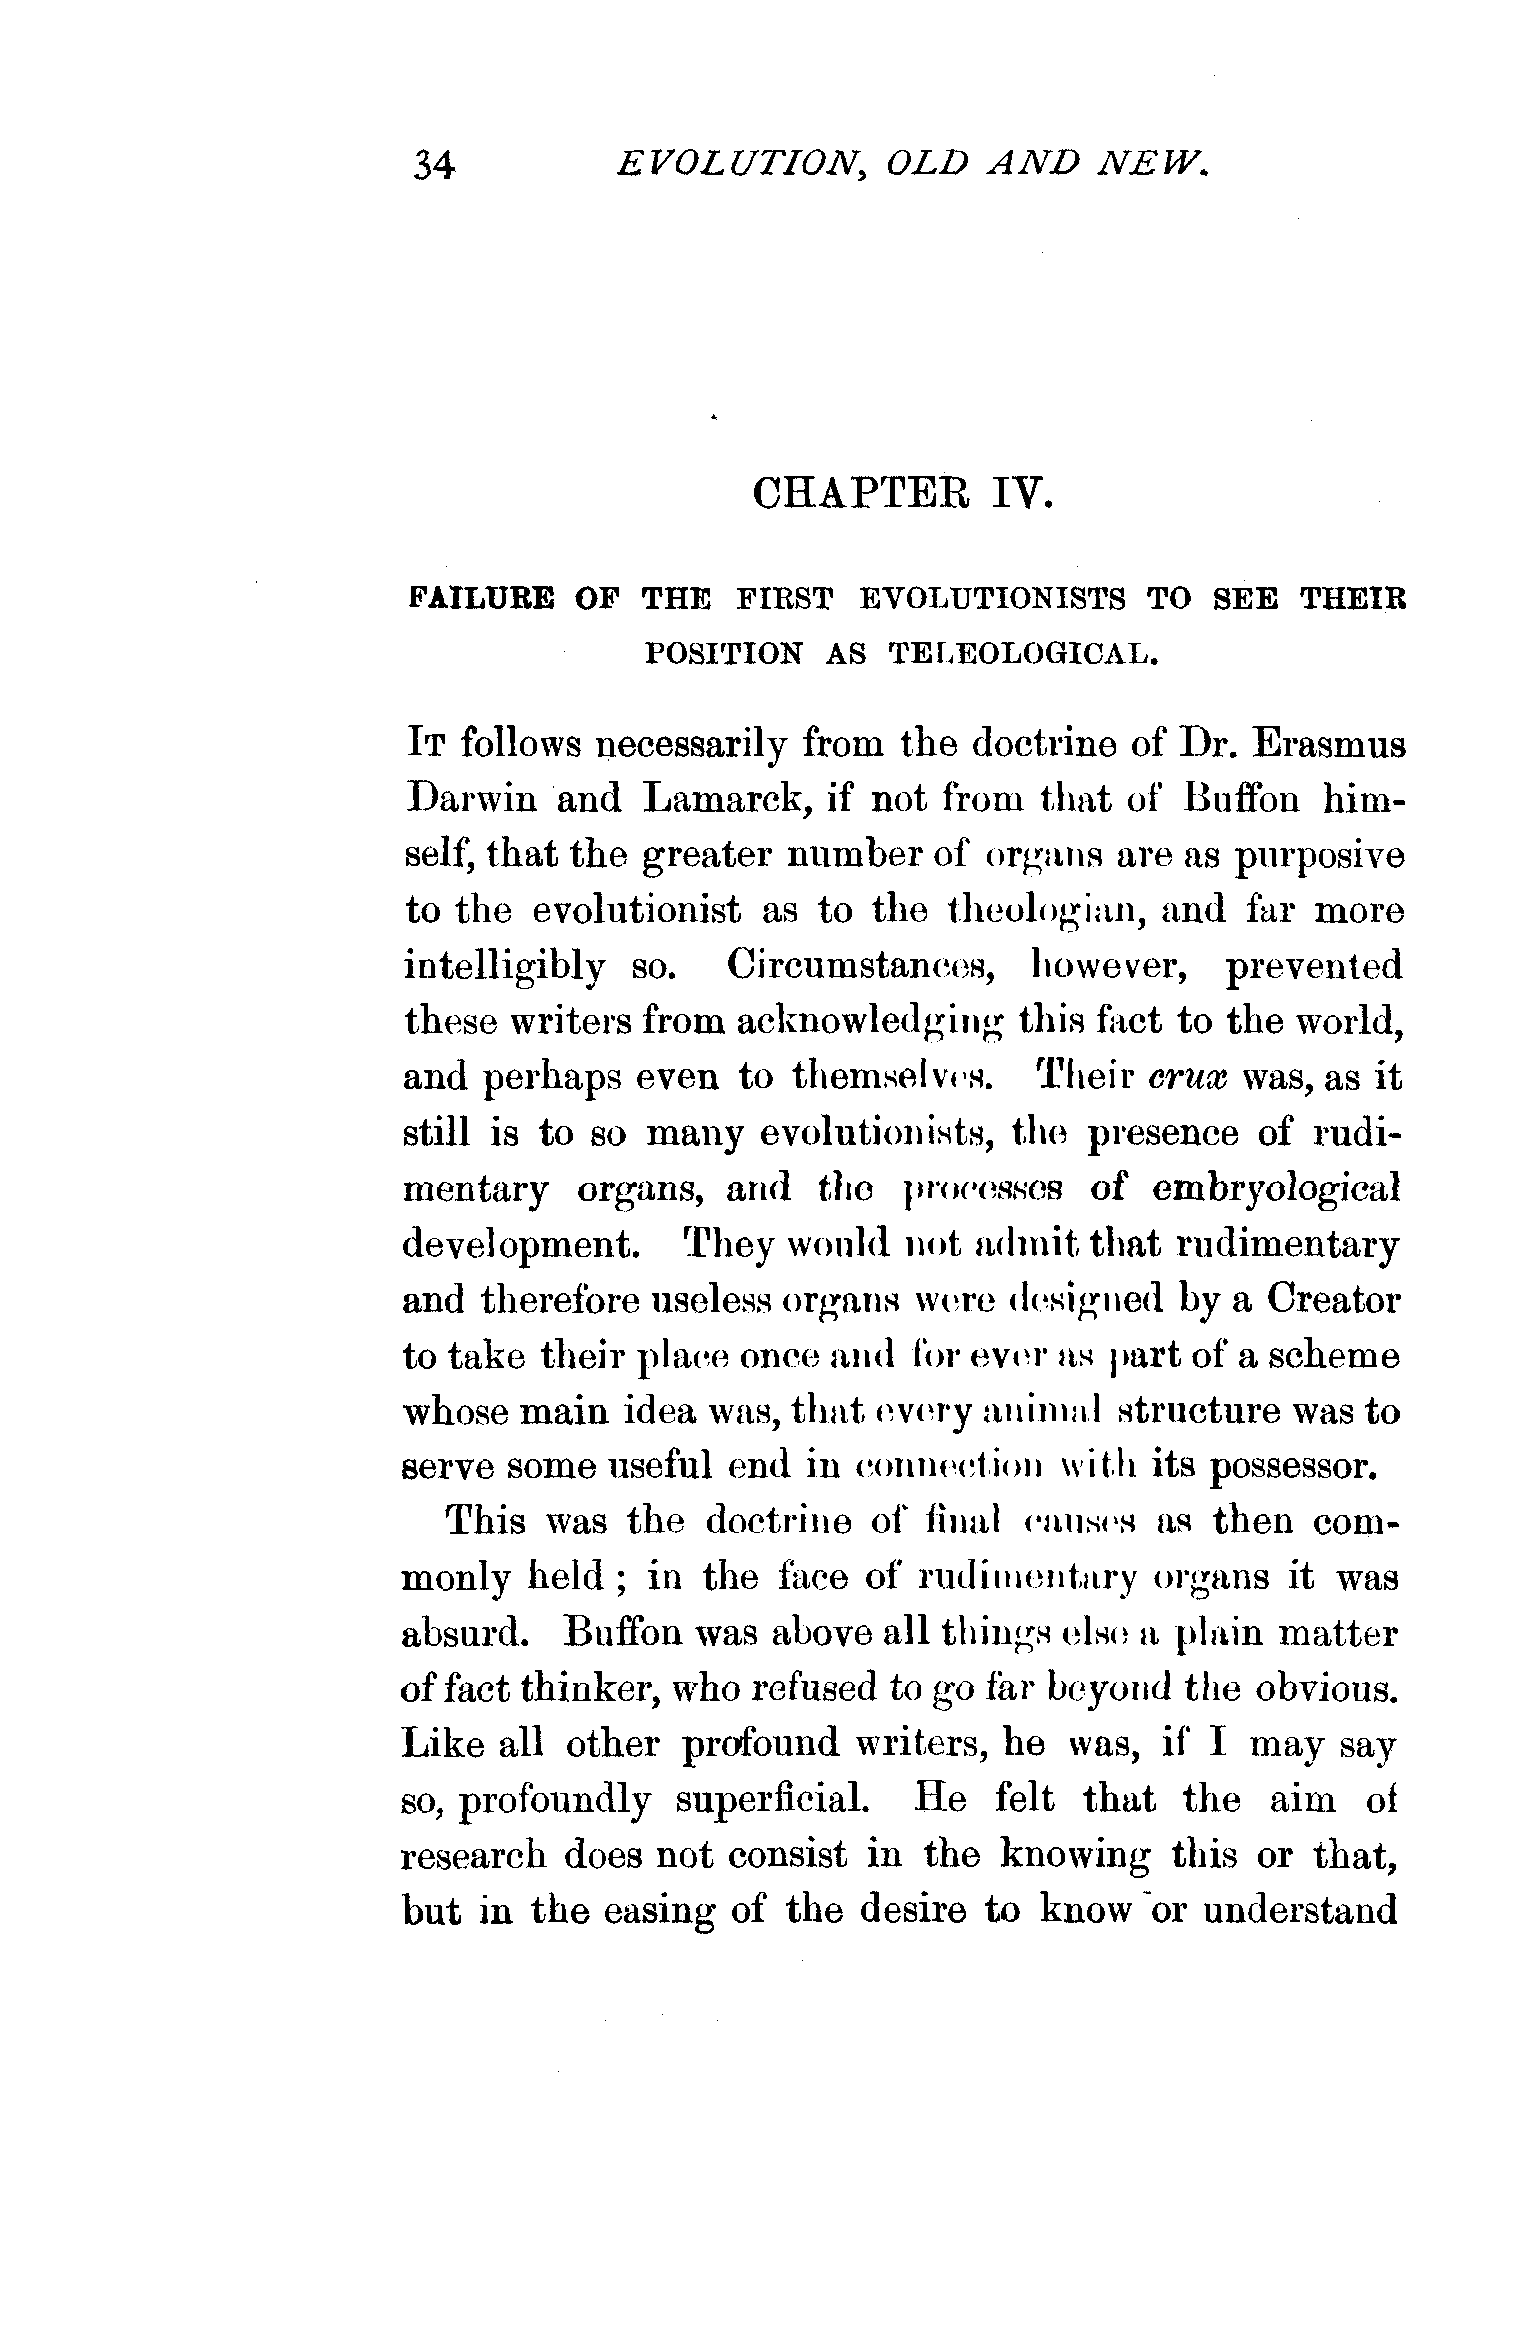 34 EVOLUTION, OLD AND NEW.
CHAPTER IV.
FAILURE OF THE FIRST EVOLUTIONISTS TO SEE THEIR
POSITION AS TELEOLOGICAL.
IT follows necessarily from the doctrine of Dr. Erasmus
Darwin and Lamarck, if not from that of Buffon him-
self, that the greater number of organs are as purposive
to the evolutionist as to the theologian, and far more
intelligibly so. Circumstances, however, prevented
these writers from acknowledging this fact to the world,
and perhaps even to themselves. Their crux was, as it
still is to so many evolutionists, the presence of rudi-
mentary organs, and the processes of embryological
development. They would not admit that rudimentary
and therefore useless organs were designed by a Creator
to take their place once and for ever as part of a scheme
whose main idea was, that every animal structure was to
serve some useful end in connection with its possessor.
This was the doctrine of final causes as then com-
monly held ; in the face of rudimentary organs it was
absurd. Buffon was above all things else a plain matter
of fact thinker, who refused to go far beyond the obvious.
Like all other profound writers, he was, if I may say
so, profoundly superficial. He felt that the aim of
research does not consist in the knowing this or that,
but in the easing of the desire to know or understand